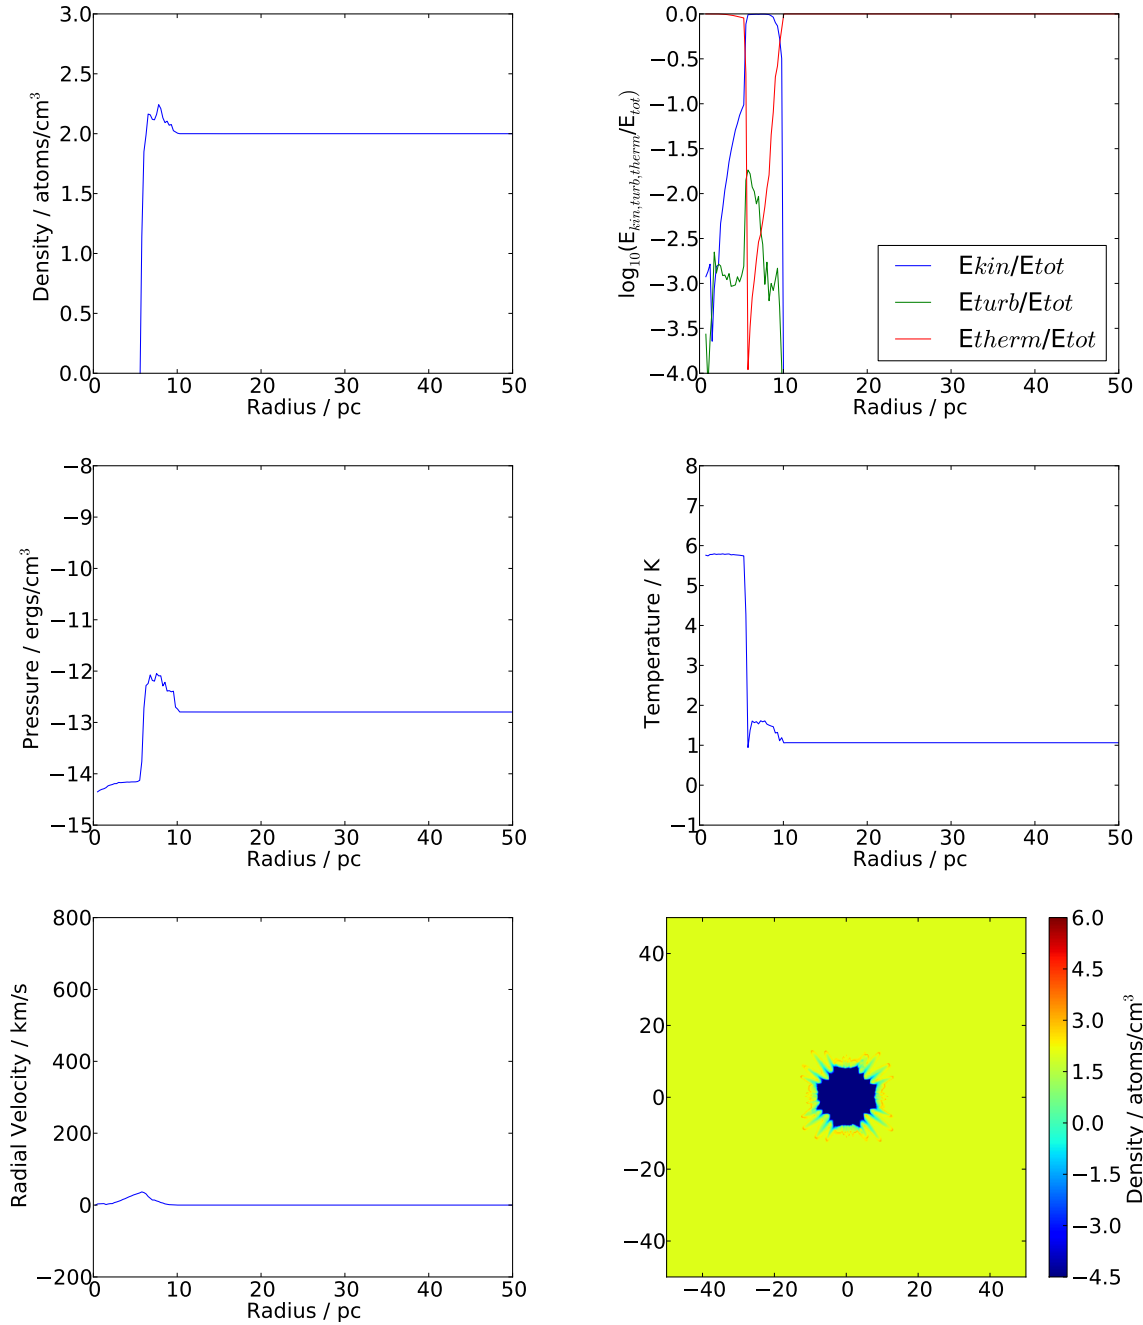 3.0
2.5
2.0
1.5
1.0
0.5
0.0
0 10 20 30 40 50
Radius / pc
Density / atoms/cm³
0.0
−0.5
−1.0
−1.5
−2.0
−2.5
−3.0
−3.5
−4.0
0 10 20 30 40 50
Radius / pc
log₁₀(E_kin,turb,therm/E_tot)
Ekin/Etot
Eturb/Etot
Etherm/Etot
−8
−9
−10
−11
−12
−13
−14
−15
0 10 20 30 40 50
Radius / pc
Pressure / ergs/cm³
8
7
6
5
4
3
2
1
0
−1
0 10 20 30 40 50
Radius / pc
Temperature / K
800
600
400
200
0
−200
0 10 20 30 40 50
Radius / pc
Radial Velocity / km/s
40
20
0
−20
−40
−40 −20 0 20 40
6.0
4.5
3.0
1.5
0.0
−1.5
−3.0
−4.5
Density / atoms/cm³